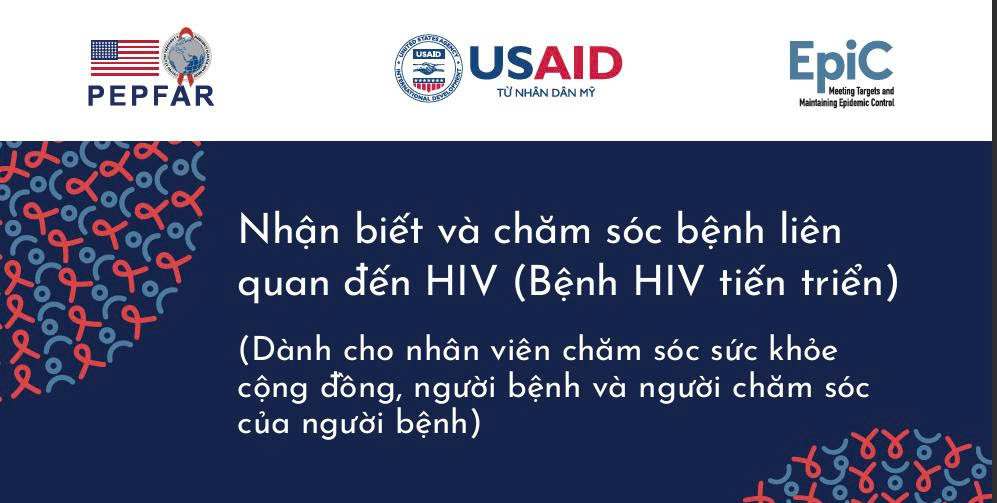 PEPFAR
UNITED STATES AGENCY
USAID
INTERNATIONAL DEVELOPMENT
USAID
TỪ NHÂN DÂN MỸ
EpiC
Meeting Targets and
Maintaining Epidemic Control
Nhận biết và chăm sóc bệnh liên
quan đến HIV (Bệnh HIV tiến triển)
(Dành cho nhân viên chăm sóc sức khỏe
cộng đồng, người bệnh và người chăm sóc
của người bệnh)